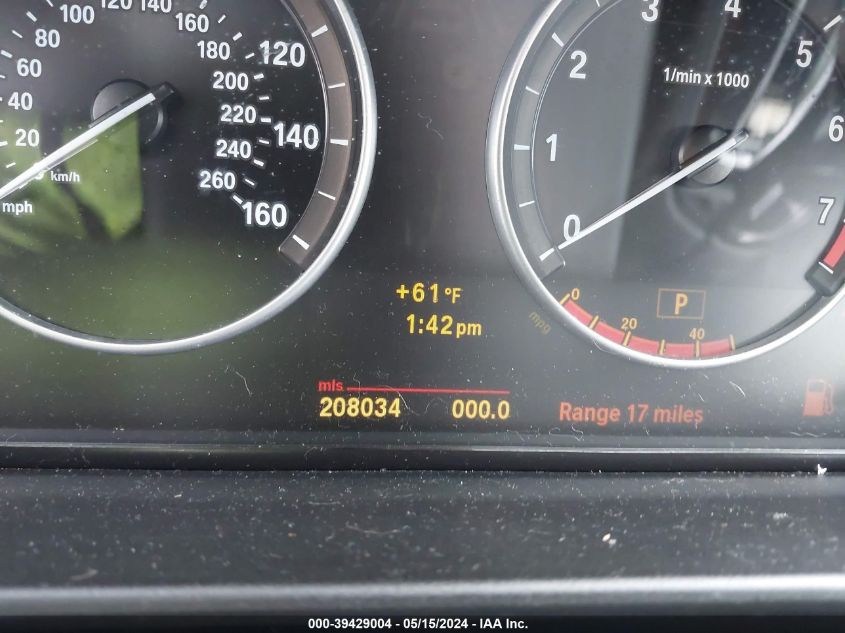 100 120 140 160
80 180 120
60 200
40 220 140
20 240
km/h 260
mph 160
3 4
2 5
1/min x 1000
1 6
0 7
+61 °F
1:42 pm
P
mpg 0 20 40
mls
208034 000.0
Range 17 miles
000-39429004 - 05/15/2024 - IAA Inc.